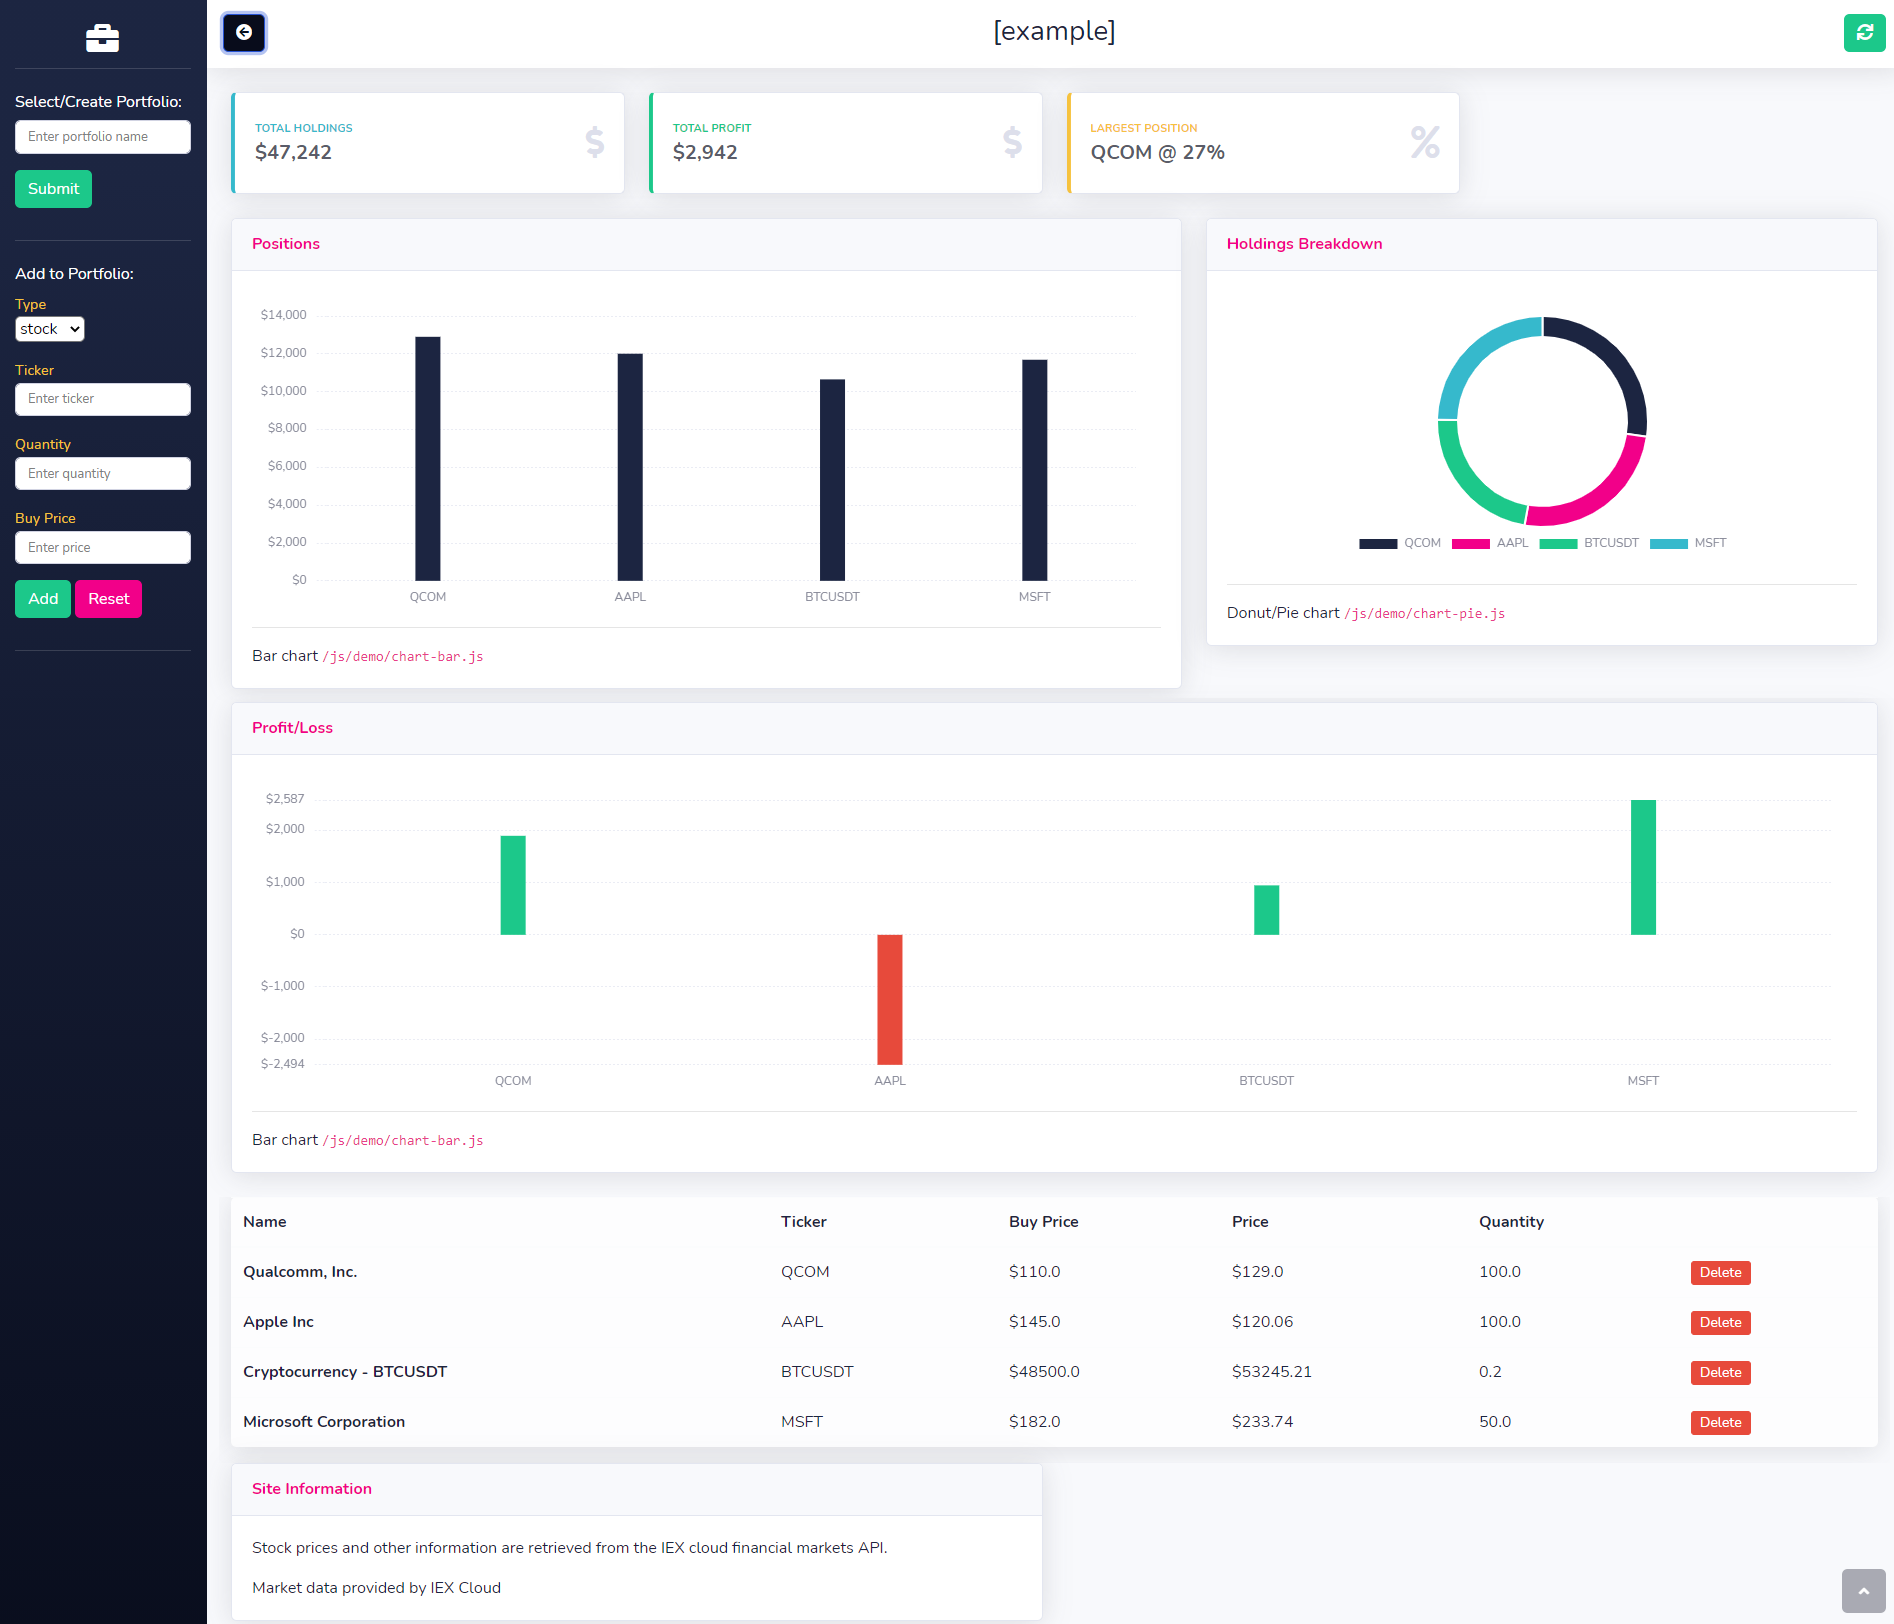 [example]
Select/Create Portfolio:
Enter portfolio name
Submit
Add to Portfolio:
Type
stock
Ticker
Enter ticker
Quantity
Enter quantity
Buy Price
Enter price
Add Reset
TOTAL HOLDINGS
$47,242
$
TOTAL PROFIT
$2,942
$
LARGEST POSITION
QCOM @ 27%
%
Positions
$14,000
$12,000
$10,000
$8,000
$6,000
$4,000
$2,000
$0
QCOM AAPL BTCUSDT MSFT
Bar chart /js/demo/chart-bar.js
Holdings Breakdown
QCOM AAPL BTCUSDT MSFT
Donut/Pie chart /js/demo/chart-pie.js
Profit/Loss
$2,587
$2,000
$1,000
$0
$-1,000
$-2,000
$-2,494
QCOM AAPL BTCUSDT MSFT
Bar chart /js/demo/chart-bar.js
Name Ticker Buy Price Price Quantity
Qualcomm, Inc. QCOM $110.0 $129.0 100.0 Delete
Apple Inc AAPL $145.0 $120.06 100.0 Delete
Cryptocurrency - BTCUSDT BTCUSDT $48500.0 $53245.21 0.2 Delete
Microsoft Corporation MSFT $182.0 $233.74 50.0 Delete
Site Information
Stock prices and other information are retrieved from the IEX cloud financial markets API.
Market data provided by IEX Cloud